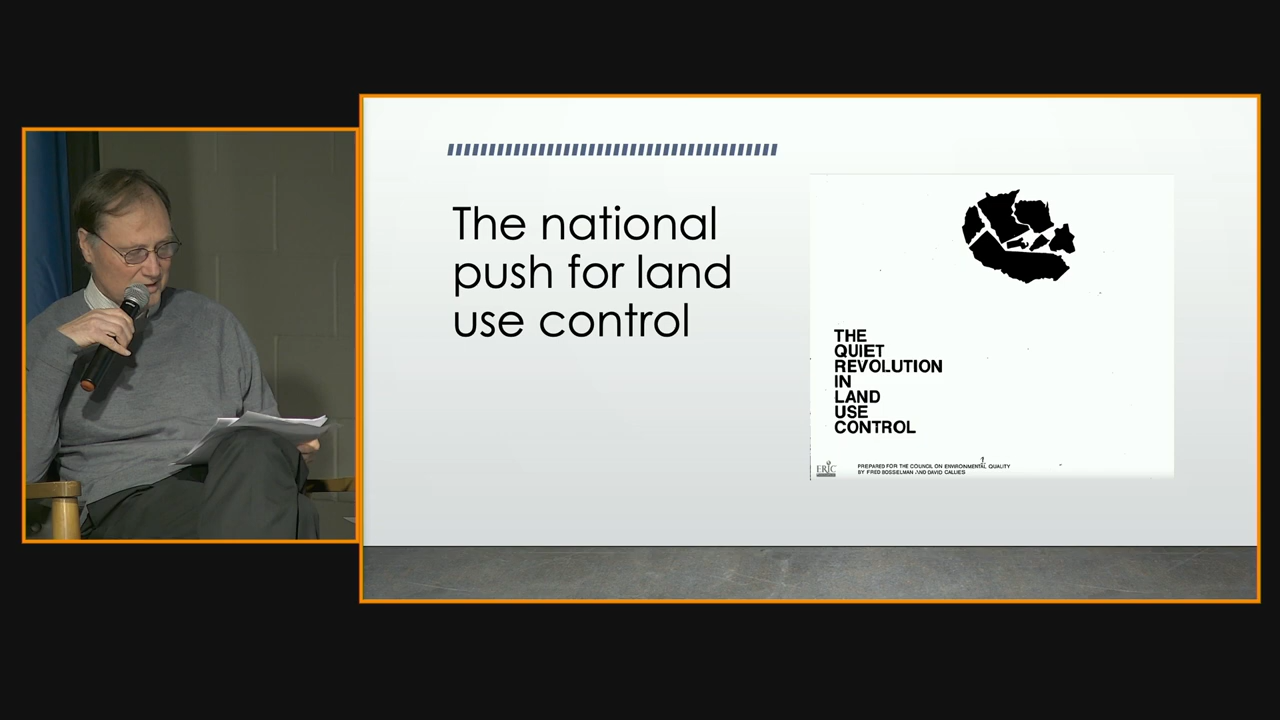 The national
push for land
use control
THE
QUIET
REVOLUTION
IN
LAND
USE
CONTROL
ERIC
PREPARED FOR THE COUNCIL ON ENVIRONMENTAL QUALITY
BY FRED BOSSELMAN AND DAVID CALLIES